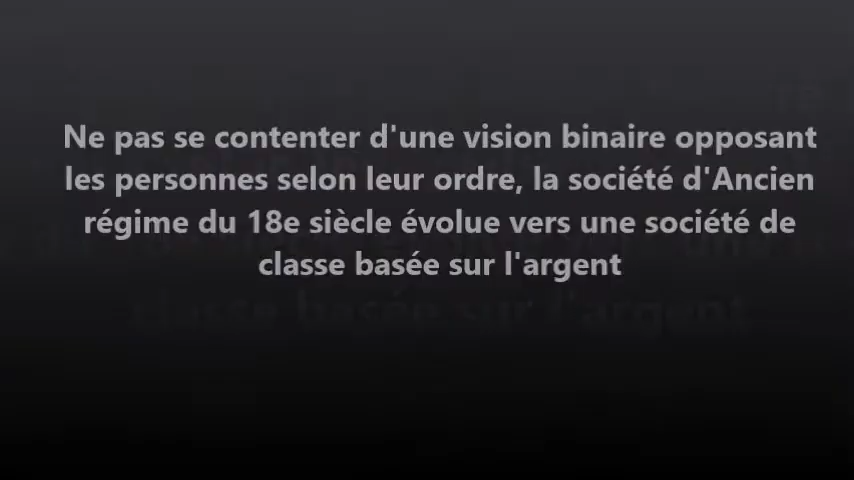 Ne pas se contenter d'une vision binaire opposant
les personnes selon leur ordre, la société d'Ancien
régime du 18e siècle évolue vers une société de
classe basée sur l'argent